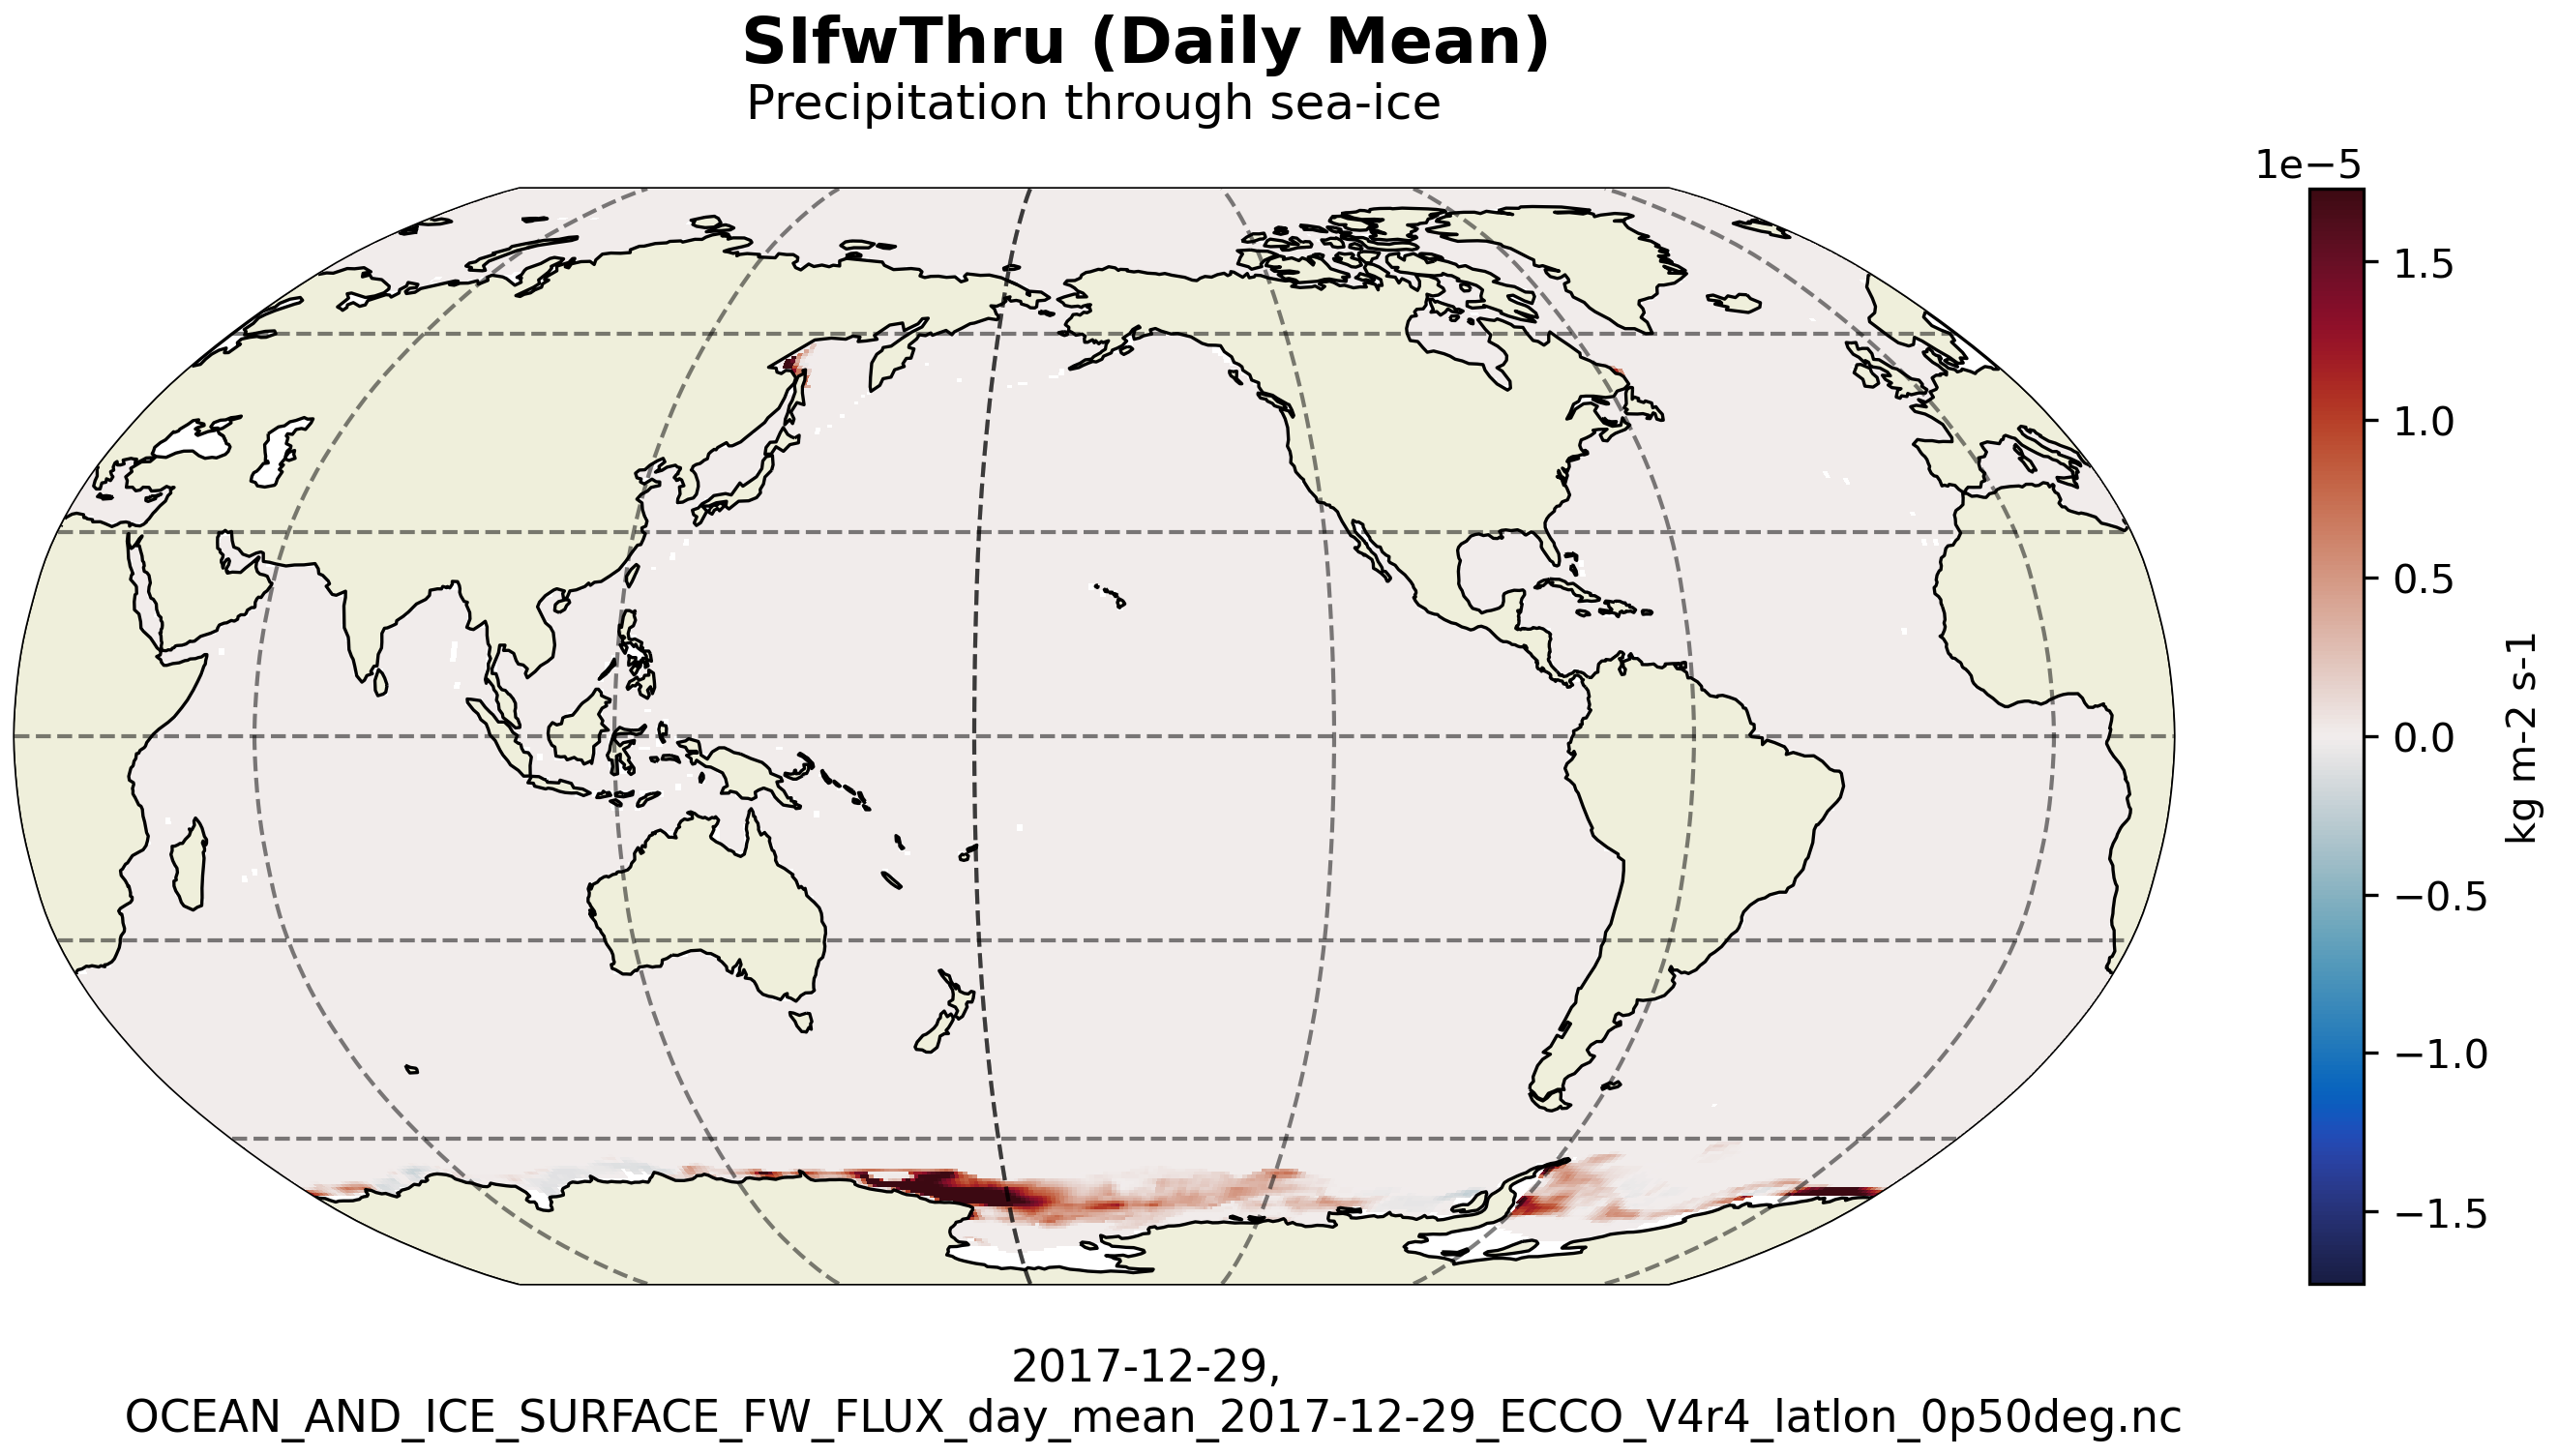 SIfwThru (Daily Mean)
Precipitation through sea-ice
1e−5
1.5
1.0
0.5
0.0
−0.5
−1.0
−1.5
kg m-2 s-1
2017-12-29,
OCEAN_AND_ICE_SURFACE_FW_FLUX_day_mean_2017-12-29_ECCO_V4r4_latlon_0p50deg.nc